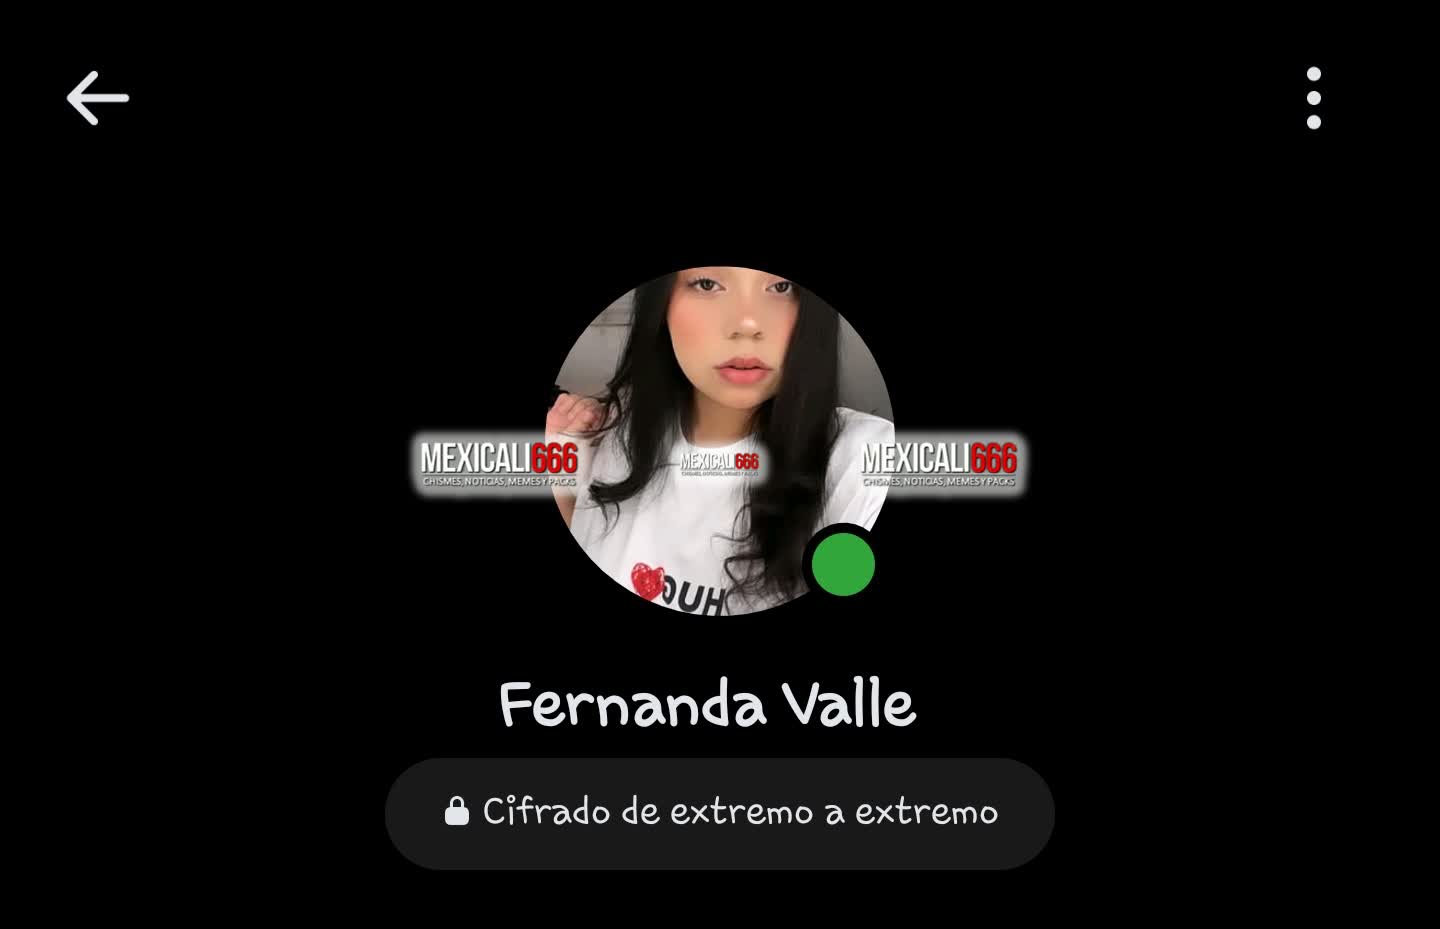 MEXICALI666
CHISMES, NOTICIAS, MEMES Y PACKS
MEXICALI666
CHISMES, NOTICIAS, MEMES Y PACKS
MEXICALI666
CHISMES, NOTICIAS, MEMES Y PACKS
QUH
Fernanda Valle
Cifrado de extremo a extremo